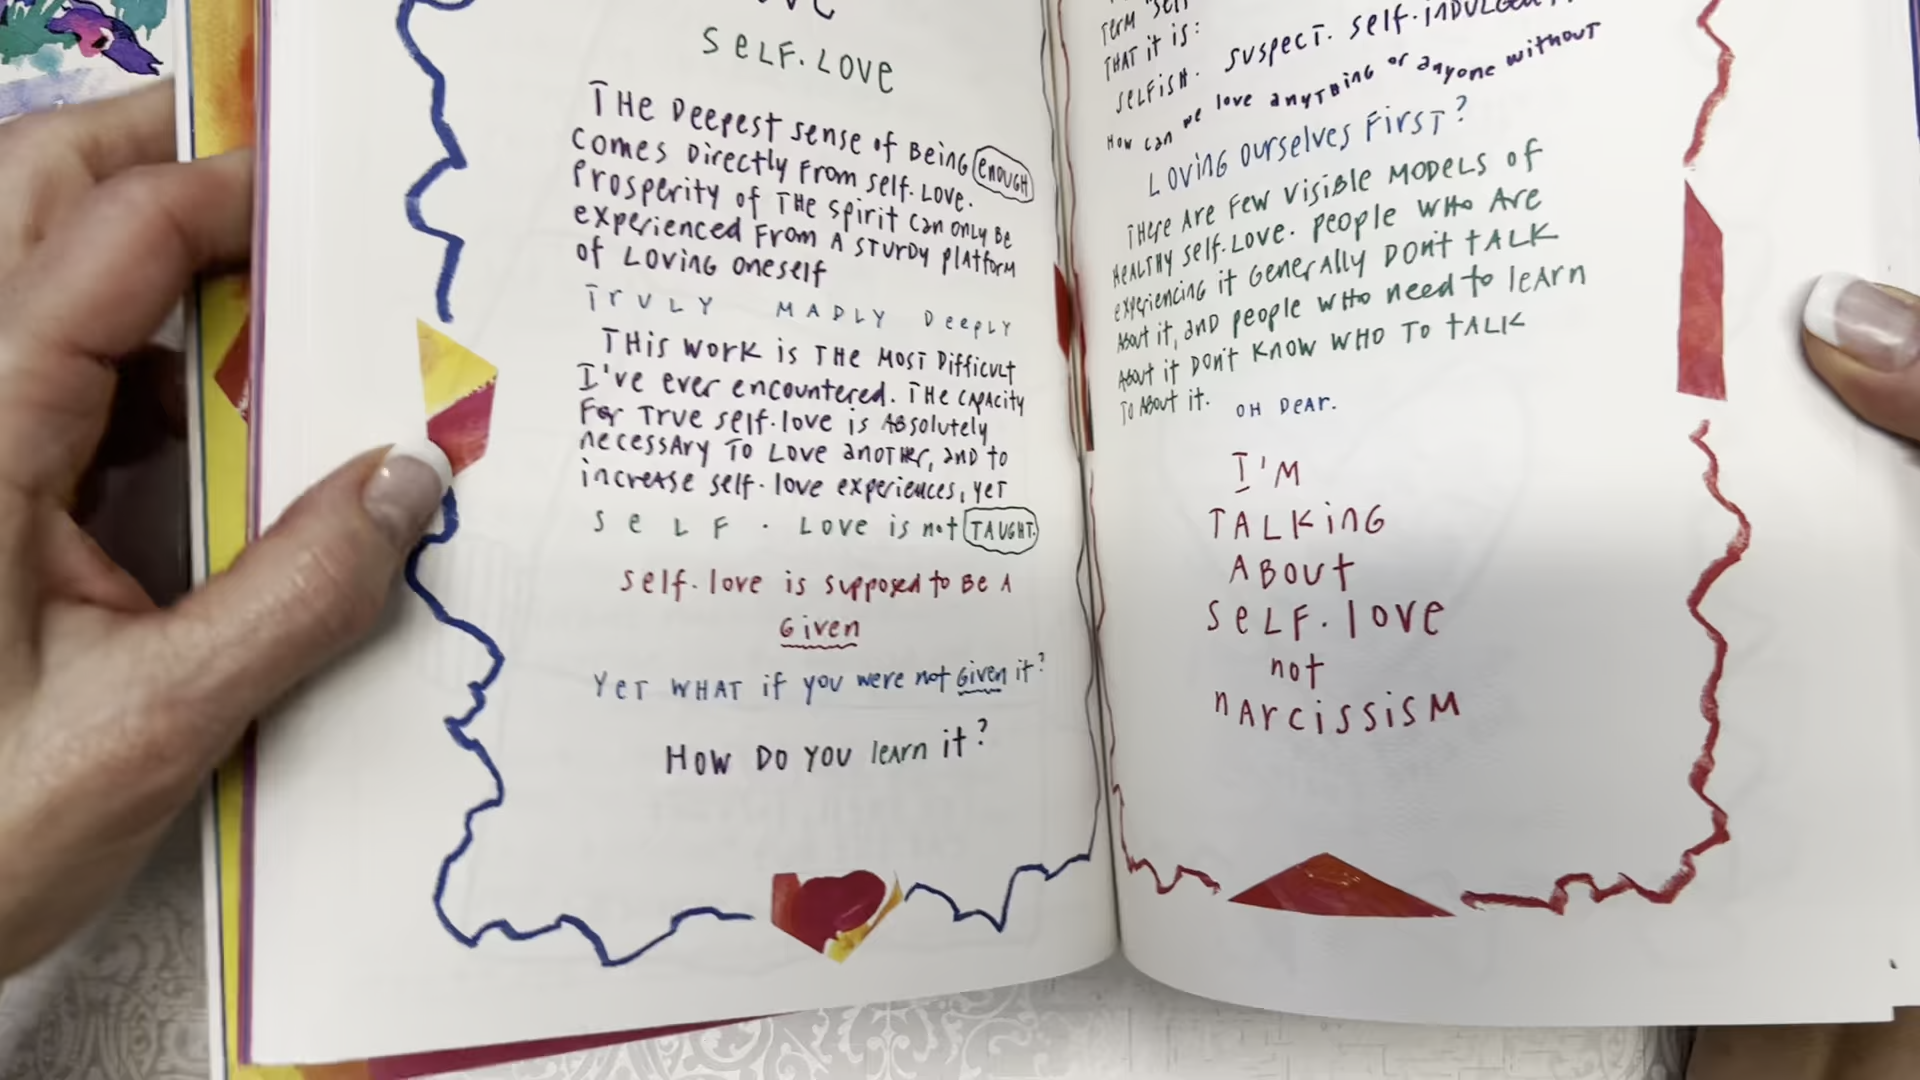 SELF.LOVE
THE DeepesT sense of Being enough
comes Directly From self.love.
Prosperity of THe spirit can only Be
experienced From A sturdy platform
of Loving oneself
Truly MADLY Deeply
THis work is THe Most Difficult
I've ever encountered. THe capacity
For True self.love is Absolutely
necessary To Love another, and to
increase self.love experiences, yet
self. Love is not TAUGHT.
self.love is supposed to Be A
Given
Yet WHAT if you were not Given it?
How Do you learn it?
Term "self
THAT it is:
selfish. suspect. self.
How can we love anything or anyone without
Loving ourselves First?
THere Are Few Visible Models of
HeALTHy self.Love. People WHo Are
experiencing it Generally Don't tALK
About it, and people WHo need to leArn
About it Don't Know WHO To tALK
To About it. OH DeAr.
I'M
TALKing
ABout
seLF.love
not
nArcissisM